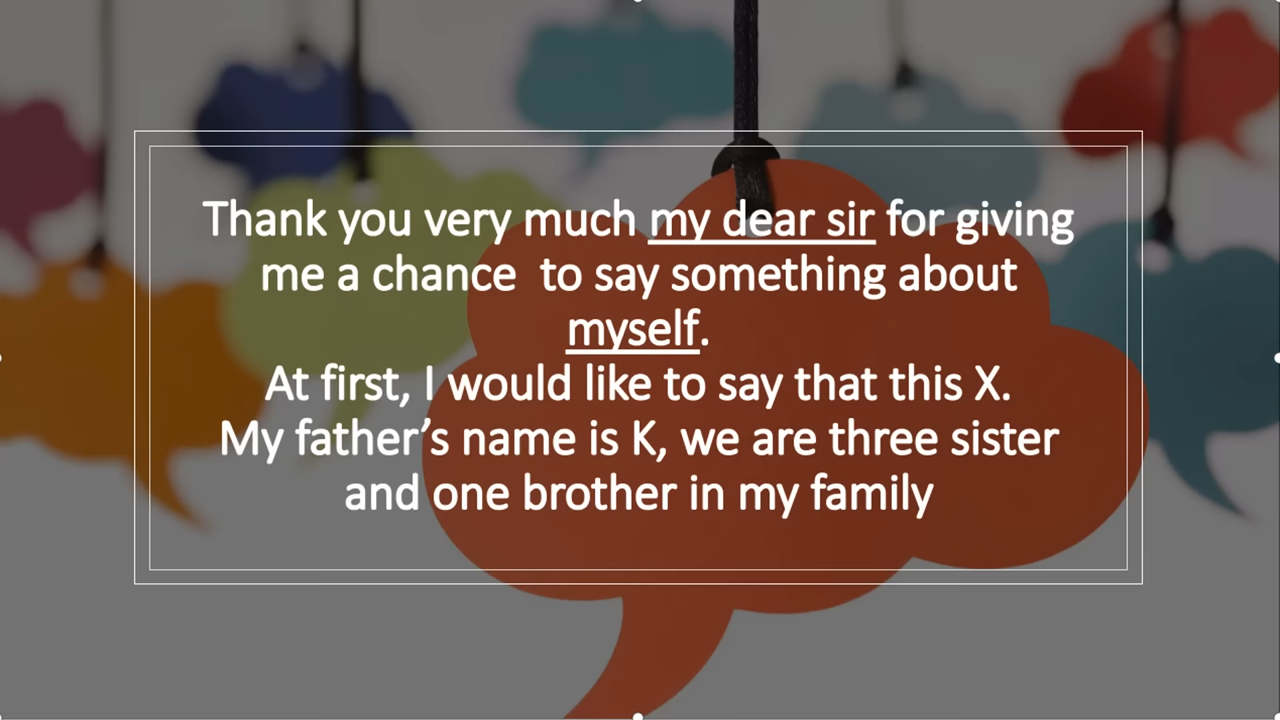 Thank you very much my dear sir for giving
me a chance  to say something about
myself.
At first, I would like to say that this X.
My father’s name is K, we are three sister
and one brother in my family